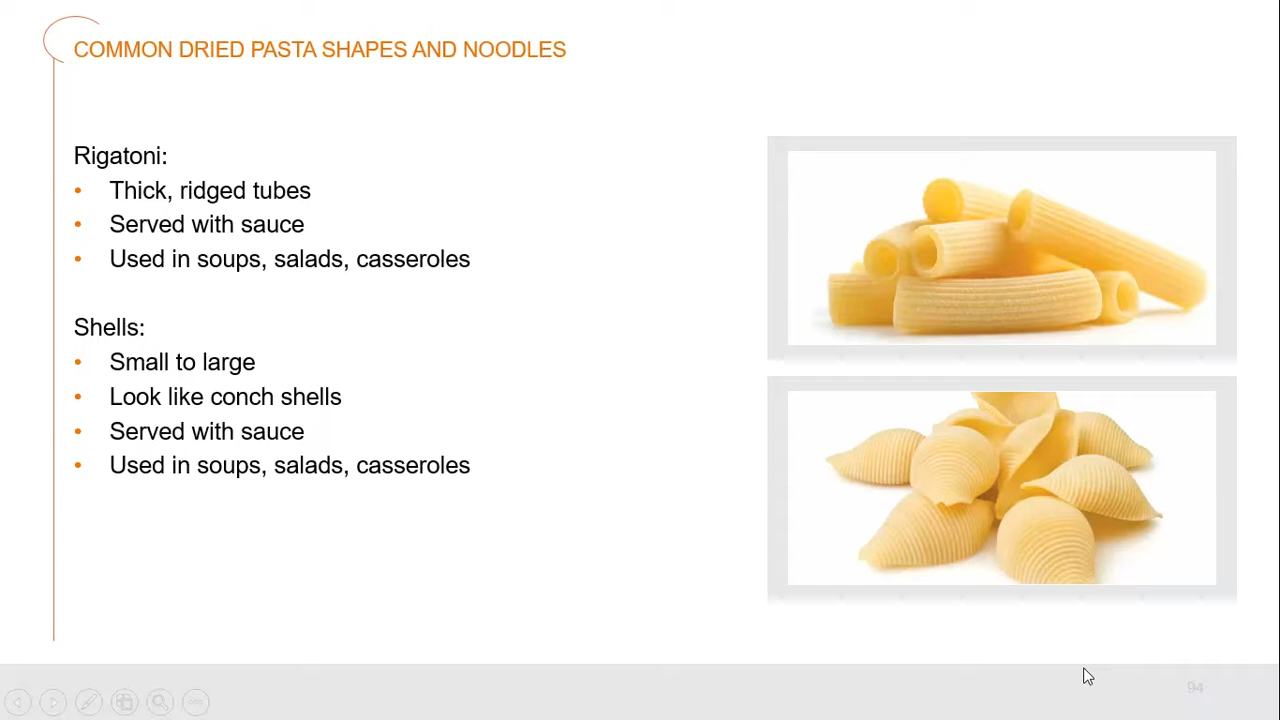 COMMON DRIED PASTA SHAPES AND NOODLES
Rigatoni:
• Thick, ridged tubes
• Served with sauce
• Used in soups, salads, casseroles
Shells:
• Small to large
• Look like conch shells
• Served with sauce
• Used in soups, salads, casseroles
94